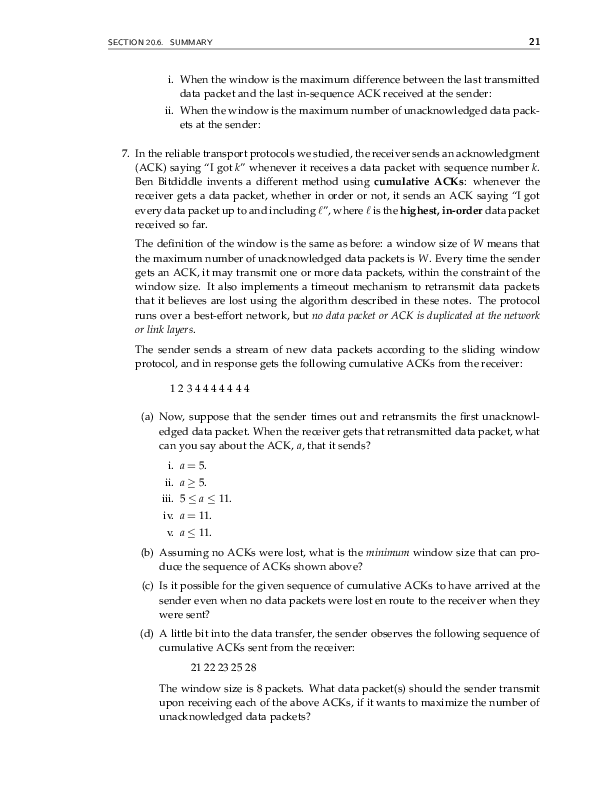 SECTION 20.6. SUMMARY 21
i. When the window is the maximum difference between the last transmitted
data packet and the last in-sequence ACK received at the sender:
ii. When the window is the maximum number of unacknowledged data pack-
ets at the sender:
7. In the reliable transport protocols we studied, the receiver sends an acknowledgment
(ACK) saying “I got k” whenever it receives a data packet with sequence number k.
Ben Bitdiddle invents a different method using cumulative ACKs: whenever the
receiver gets a data packet, whether in order or not, it sends an ACK saying “I got
every data packet up to and including ℓ”, where ℓ is the highest, in-order data packet
received so far.
The definition of the window is the same as before: a window size of W means that
the maximum number of unacknowledged data packets is W. Every time the sender
gets an ACK, it may transmit one or more data packets, within the constraint of the
window size. It also implements a timeout mechanism to retransmit data packets
that it believes are lost using the algorithm described in these notes. The protocol
runs over a best-effort network, but no data packet or ACK is duplicated at the network
or link layers.
The sender sends a stream of new data packets according to the sliding window
protocol, and in response gets the following cumulative ACKs from the receiver:
1 2 3 4 4 4 4 4 4 4 4
(a) Now, suppose that the sender times out and retransmits the first unacknowl-
edged data packet. When the receiver gets that retransmitted data packet, what
can you say about the ACK, a, that it sends?
i. a = 5.
ii. a ≥ 5.
iii. 5 ≤ a ≤ 11.
iv. a = 11.
v. a ≤ 11.
(b) Assuming no ACKs were lost, what is the minimum window size that can pro-
duce the sequence of ACKs shown above?
(c) Is it possible for the given sequence of cumulative ACKs to have arrived at the
sender even when no data packets were lost en route to the receiver when they
were sent?
(d) A little bit into the data transfer, the sender observes the following sequence of
cumulative ACKs sent from the receiver:
21 22 23 25 28
The window size is 8 packets. What data packet(s) should the sender transmit
upon receiving each of the above ACKs, if it wants to maximize the number of
unacknowledged data packets?